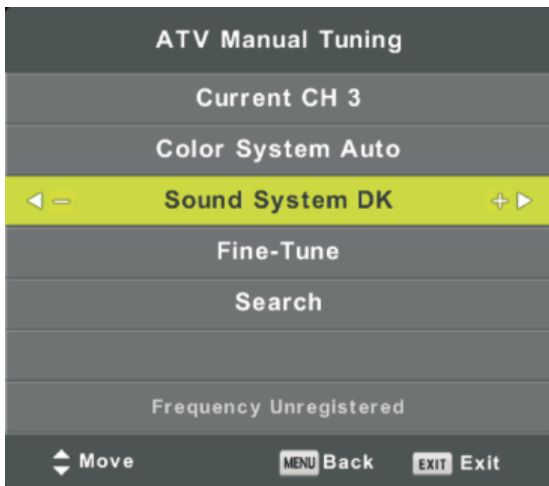 ATV Manual Tuning
Current CH 3
Color System Auto
− Sound System DK +
Fine-Tune
Search
Frequency Unregistered
Move MENU Back EXIT Exit